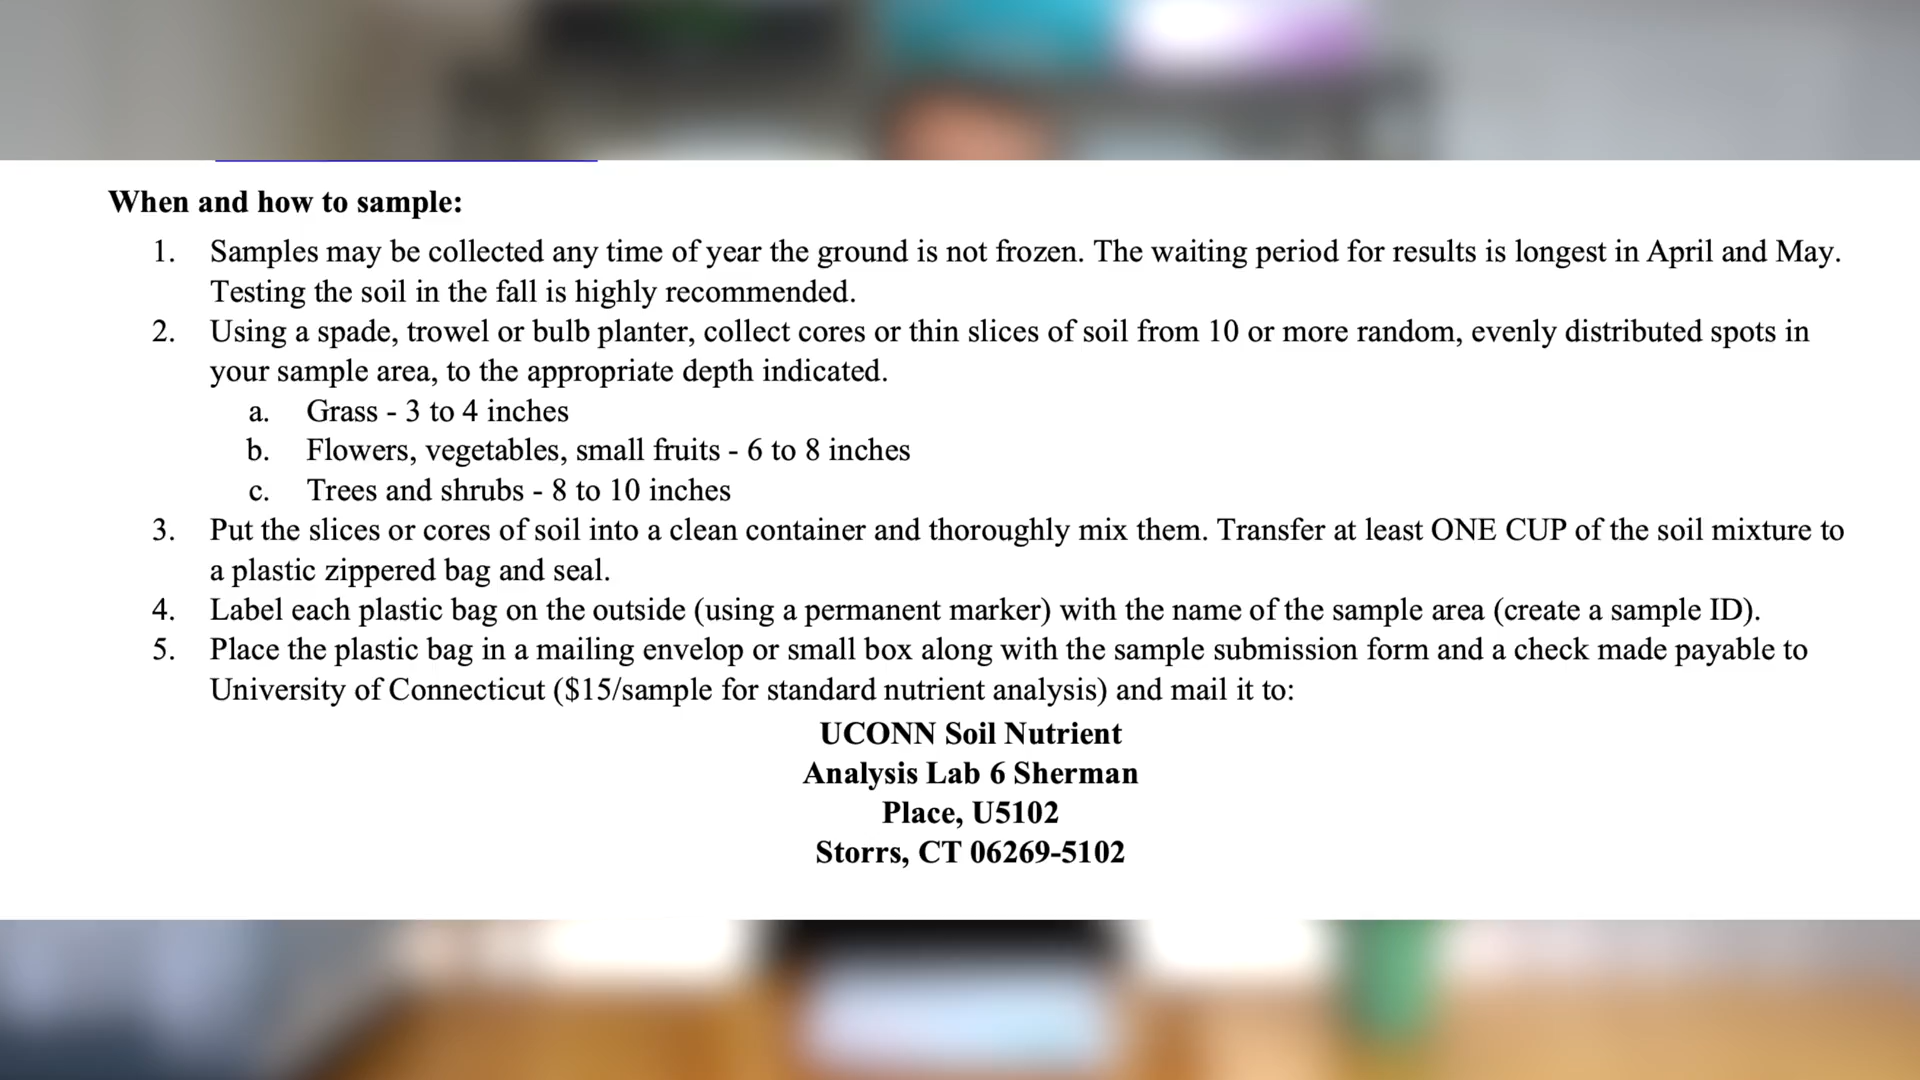 When and how to sample:
1. Samples may be collected any time of year the ground is not frozen. The waiting period for results is longest in April and May.
Testing the soil in the fall is highly recommended.
2. Using a spade, trowel or bulb planter, collect cores or thin slices of soil from 10 or more random, evenly distributed spots in
your sample area, to the appropriate depth indicated.
a. Grass - 3 to 4 inches
b. Flowers, vegetables, small fruits - 6 to 8 inches
c. Trees and shrubs - 8 to 10 inches
3. Put the slices or cores of soil into a clean container and thoroughly mix them. Transfer at least ONE CUP of the soil mixture to
a plastic zippered bag and seal.
4. Label each plastic bag on the outside (using a permanent marker) with the name of the sample area (create a sample ID).
5. Place the plastic bag in a mailing envelop or small box along with the sample submission form and a check made payable to
University of Connecticut ($15/sample for standard nutrient analysis) and mail it to:
UCONN Soil Nutrient
Analysis Lab 6 Sherman
Place, U5102
Storrs, CT 06269-5102